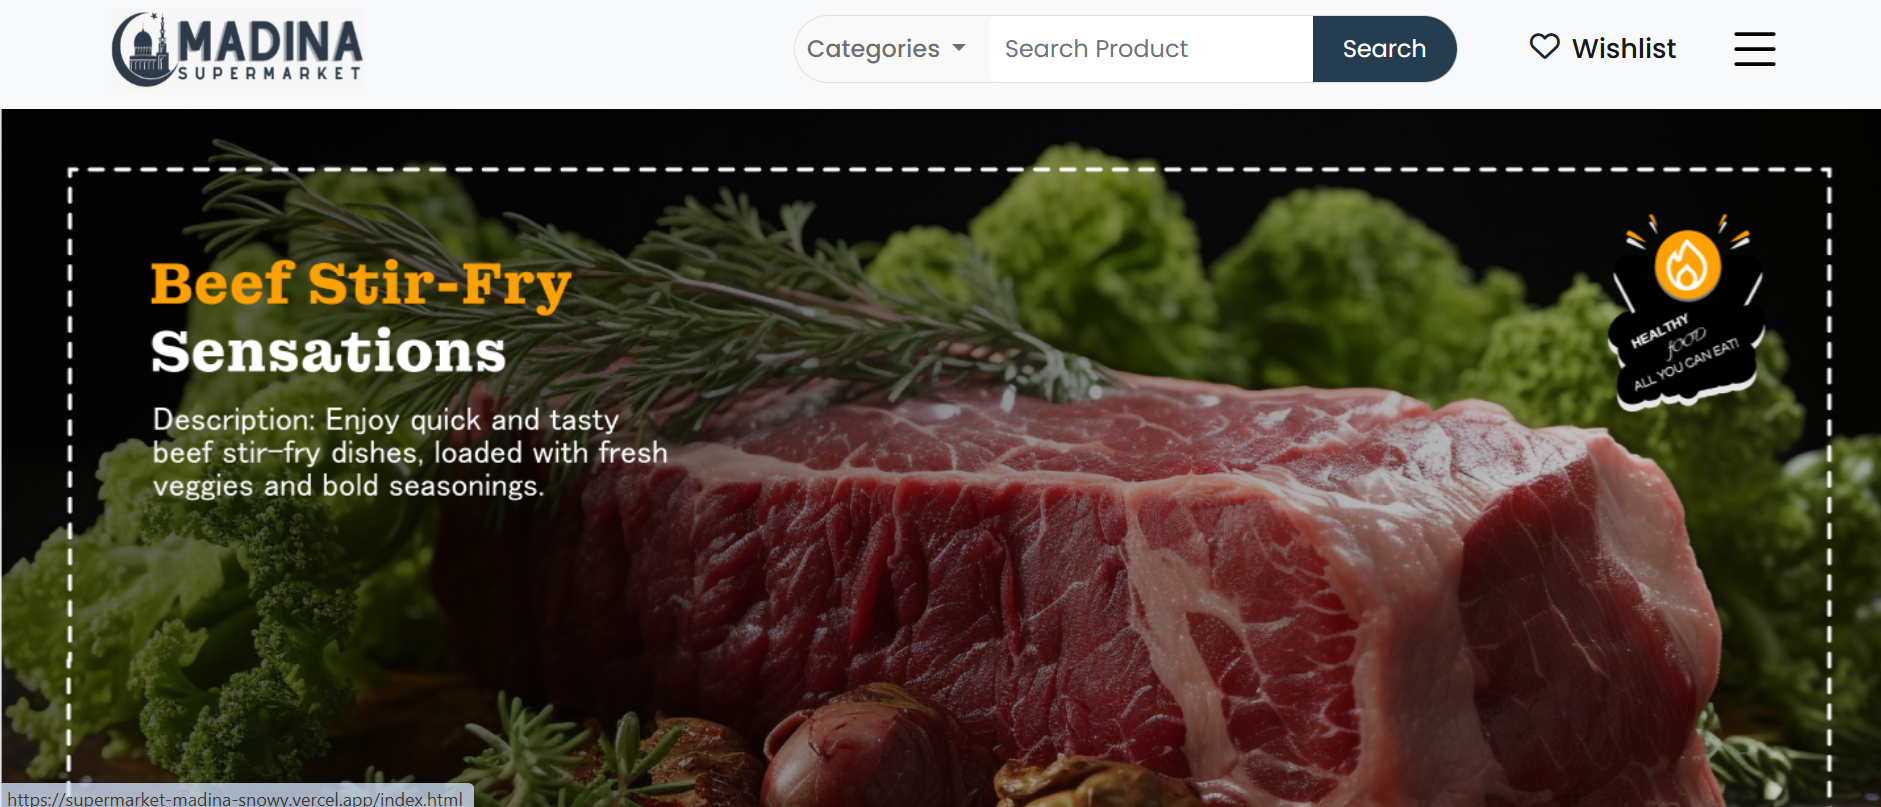 MADINA
SUPERMARKET
Categories
Search Product
Search
Wishlist
Beef Stir-Fry
Sensations
Description: Enjoy quick and tasty
beef stir-fry dishes, loaded with fresh
veggies and bold seasonings.
HEALTHY
FOOD
ALL YOU CAN EAT!
https://supermarket-madina-snowy.vercel.app/index.html